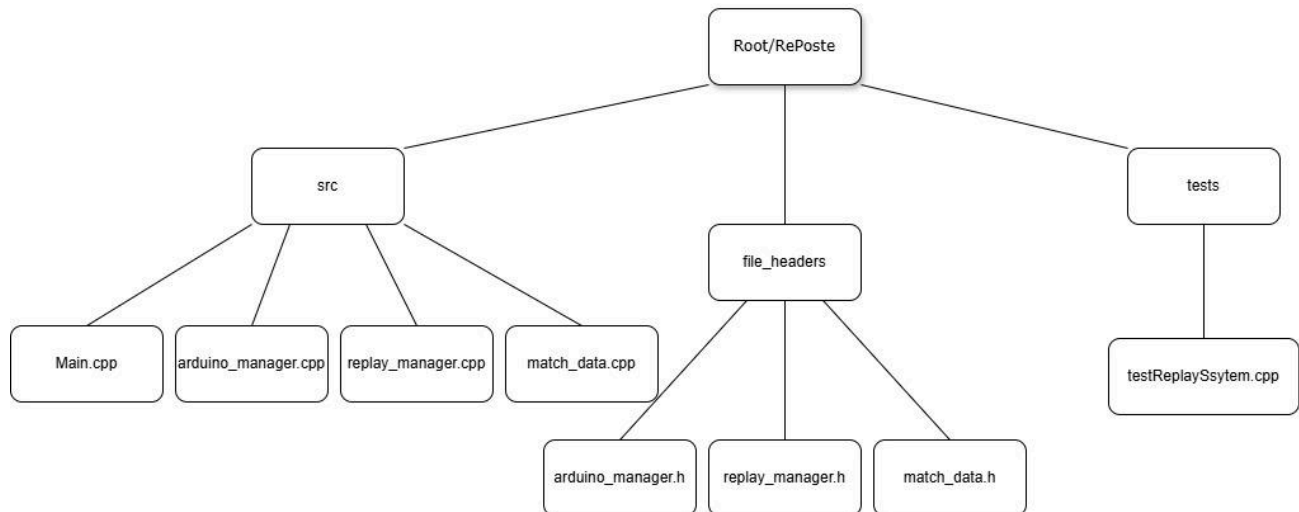 Root/RePoste
src
tests
file_headers
Main.cpp
arduino_manager.cpp
replay_manager.cpp
match_data.cpp
testReplaySsytem.cpp
arduino_manager.h
replay_manager.h
match_data.h